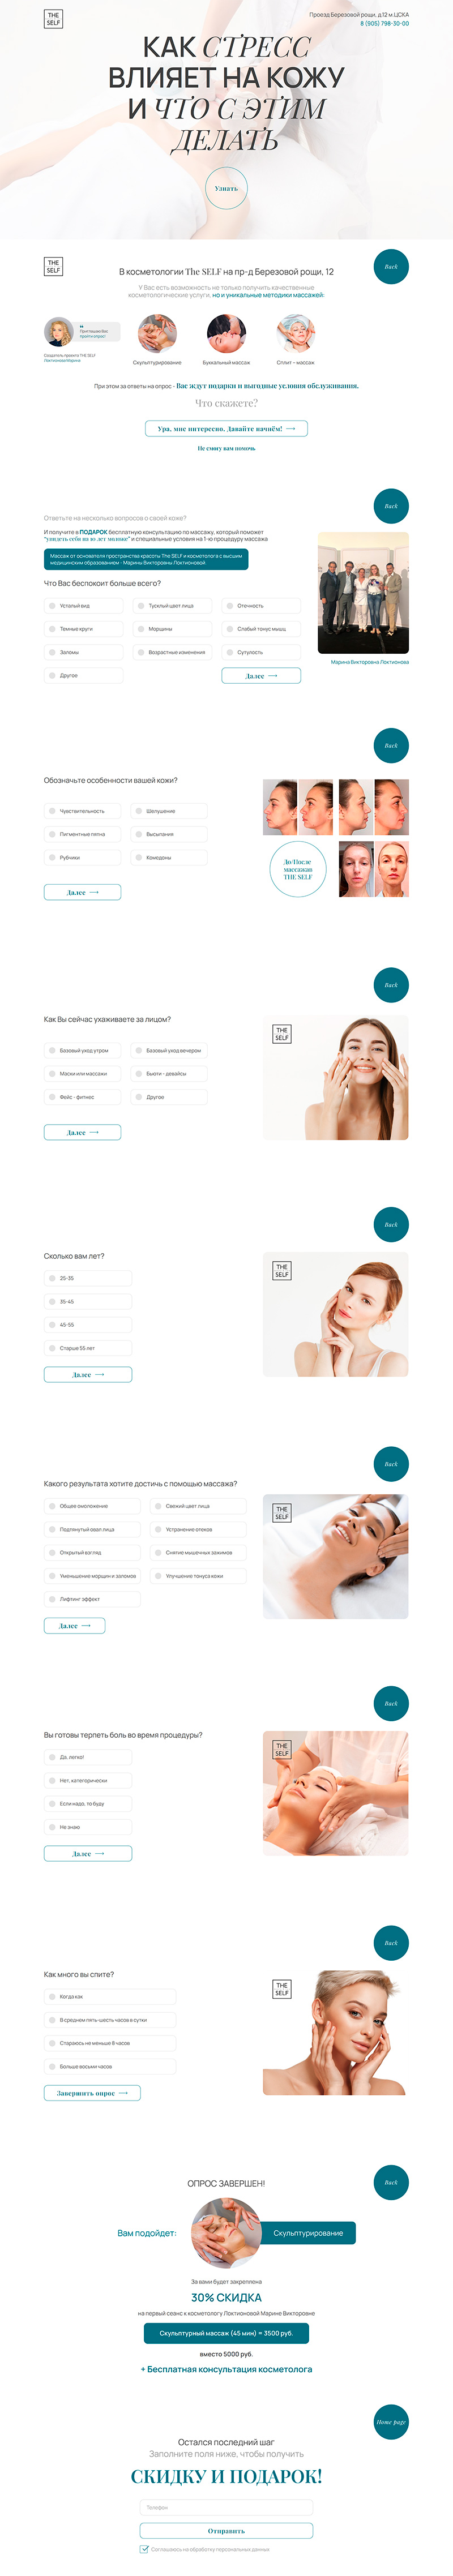 THE
SELF
Проезд Березовой рощи, д.12 м.ЦСКА
8 (905) 798-30-00
КАК СТРЕСС
ВЛИЯЕТ НА КОЖУ
И ЧТО С ЭТИМ
ДЕЛАТЬ
Узнать
THE
SELF
Back
В косметологии The SELF на пр-д Березовой рощи, 12
У Вас есть возможность не только получить качественные
косметологические услуги, но и уникальные методики массажей:
Приглашаю Вас
пройти опрос!
Создатель проекта THE SELF
Локтионова Марина
Скульптурирование
Буккальный массаж
Сплит – массаж
При этом за ответы на опрос - Вас ждут подарки и выгодные условия обслуживания.
Что скажете?
Ура, мне интересно. Давайте начнём!
Не смогу вам помочь
Back
Ответьте на несколько вопросов о своей коже?
И получите в ПОДАРОК бесплатную консультацию по массажу, который поможет
"увидеть себя на 10 лет моложе" и специальные условия на 1-ю процедуру массажа
Массаж от основателя пространства красоты The SELF и косметолога с высшим
медицинским образованием - Марины Викторовны Локтионовой
Что Вас беспокоит больше всего?
Усталый вид
Тусклый цвет лица
Отечность
Темные круги
Морщины
Слабый тонус мышц
Заломы
Возрастные изменения
Сутулость
Другое
Далее
Марина Викторовна Локтионова
Back
Обозначьте особенности вашей кожи?
Чувствительность
Шелушение
Пигментные пятна
Высыпания
Рубчики
Комедоны
Далее
До/После
массажав
THE SELF
Back
Как Вы сейчас ухаживаете за лицом?
Базовый уход утром
Базовый уход вечером
Маски или массажи
Бьюти - девайсы
Фейс - фитнес
Другое
Далее
THE
SELF
Back
Сколько вам лет?
25-35
35-45
45-55
Старше 55 лет
Далее
THE
SELF
Back
Какого результата хотите достичь с помощью массажа?
Общее омоложение
Свежий цвет лица
Подтянутый овал лица
Устранение отеков
Открытый взгляд
Снятие мышечных зажимов
Уменьшение морщин и заломов
Улучшение тонуса кожи
Лифтинг эффект
Далее
THE
SELF
Back
Вы готовы терпеть боль во время процедуры?
Да, легко!
Нет, категорически
Если надо, то буду
Не знаю
Далее
THE
SELF
Back
Как много вы спите?
Когда как
В среднем пять-шесть часов в сутки
Стараюсь не меньше 8 часов
Больше восьми часов
Завершить опрос
THE
SELF
Back
ОПРОС ЗАВЕРШЕН!
Вам подойдет:
Скульптурирование
За вами будет закреплена
30% СКИДКА
на первый сеанс к косметологу Локтионовой Марине Викторовне
Скульптурный массаж (45 мин) = 3500 руб.
вместо 5000 руб.
+ Бесплатная консультация косметолога
Home page
Остался последний шаг
Заполните поля ниже, чтобы получить
СКИДКУ И ПОДАРОК!
Телефон
Отправить
Соглашаюсь на обработку персональных данных